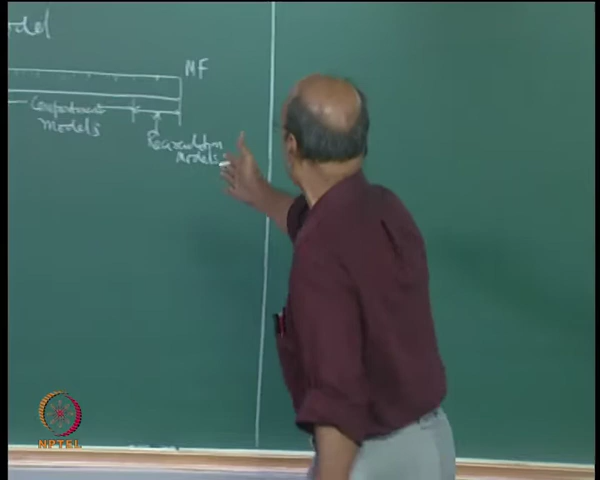 odel
MF
Compartment
Models
Recirculation
Models
NPTEL